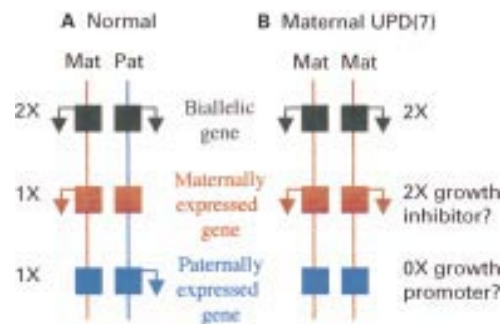 A Normal
B Maternal UPD(7)
Mat Pat
Mat Mat
2X
Biallelic
gene
2X
1X
Maternally
expressed
gene
2X growth
inhibitor?
1X
Paternally
expressed
gene
0X growth
promoter?